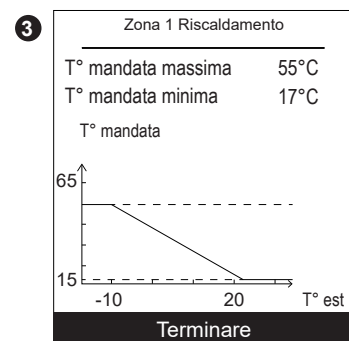 3
Zona 1 Riscaldamento
T° mandata massima 55°C
T° mandata minima 17°C
T° mandata
65
15
-10 20 T° est
Terminare